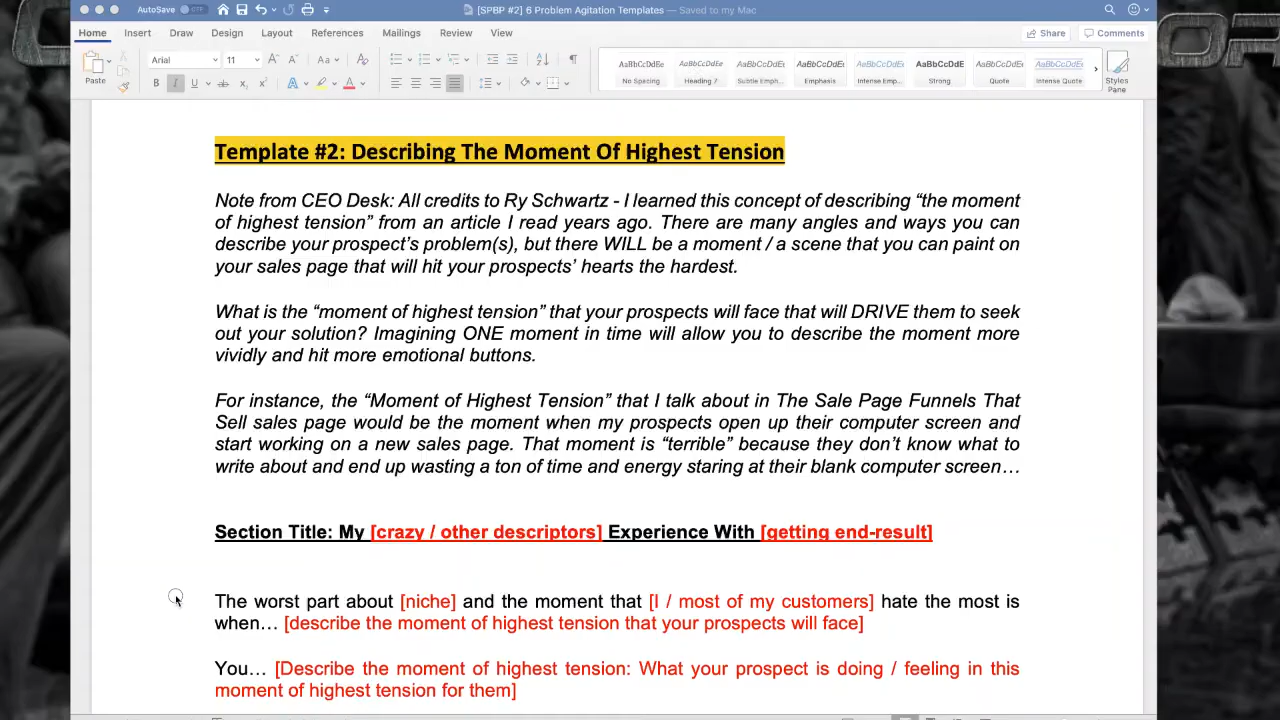 AutoSave OFF
[SPBP #2] 6 Problem Agitation Templates — Saved to my Mac
Home Insert Draw Design Layout References Mailings Review View Share Comments
Paste Arial 11 AaBbCcDdEe AaBbCcDdEe AaBbCcDdEe AaBbCcDdEe AaBbCcDdEe AaBbCcDdE AaBbCcDdEe AaBbCcDdEe
No Spacing Heading 7 Subtle Emph... Emphasis Intense Emp... Strong Quote Intense Quote Styles Pane
Template #2: Describing The Moment Of Highest Tension
Note from CEO Desk: All credits to Ry Schwartz - I learned this concept of describing “the moment
of highest tension” from an article I read years ago. There are many angles and ways you can
describe your prospect’s problem(s), but there WILL be a moment / a scene that you can paint on
your sales page that will hit your prospects’ hearts the hardest.
What is the “moment of highest tension” that your prospects will face that will DRIVE them to seek
out your solution? Imagining ONE moment in time will allow you to describe the moment more
vividly and hit more emotional buttons.
For instance, the “Moment of Highest Tension” that I talk about in The Sale Page Funnels That
Sell sales page would be the moment when my prospects open up their computer screen and
start working on a new sales page. That moment is “terrible” because they don’t know what to
write about and end up wasting a ton of time and energy staring at their blank computer screen…
Section Title: My [crazy / other descriptors] Experience With [getting end-result]
The worst part about [niche] and the moment that [I / most of my customers] hate the most is
when… [describe the moment of highest tension that your prospects will face]
You… [Describe the moment of highest tension: What your prospect is doing / feeling in this
moment of highest tension for them]